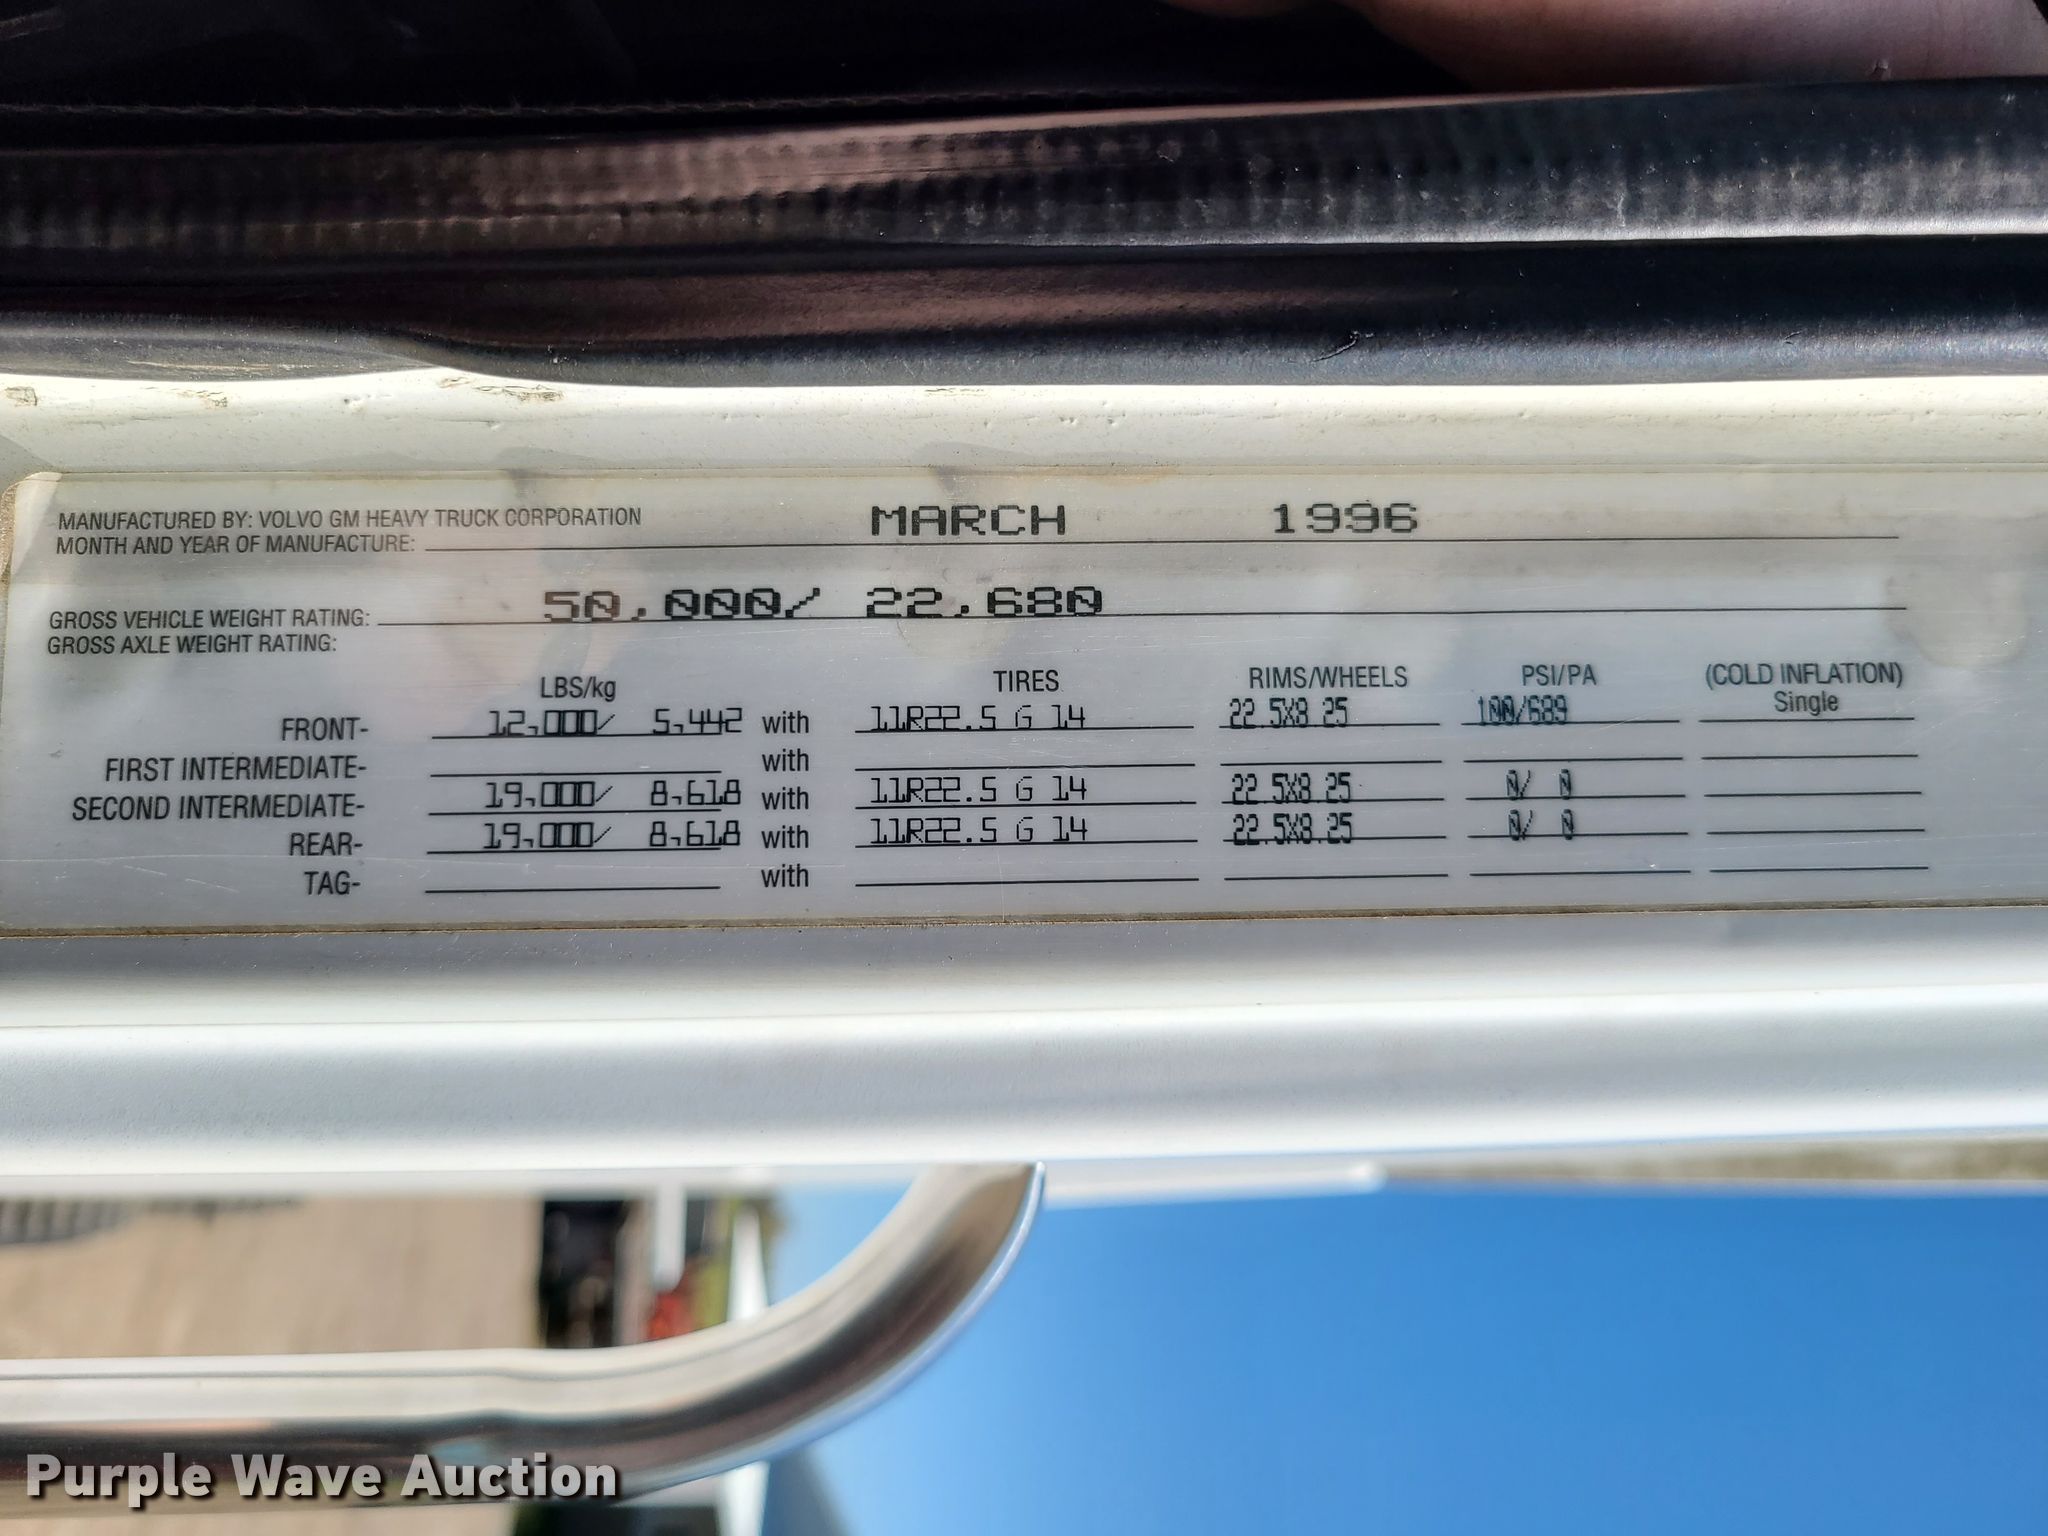 MANUFACTURED BY: VOLVO GM HEAVY TRUCK CORPORATION
MONTH AND YEAR OF MANUFACTURE: MARCH 1996
GROSS VEHICLE WEIGHT RATING: 50,000/ 22,680
GROSS AXLE WEIGHT RATING:
LBS/kg TIRES RIMS/WHEELS PSI/PA (COLD INFLATION)
Single
FRONT- 12,000/ 5,442 with 11R22.5 G 14 22.5X8.25 100/689
FIRST INTERMEDIATE- with
SECOND INTERMEDIATE- 19,000/ 8,618 with 11R22.5 G 14 22.5X8.25 0/ 0
REAR- 19,000/ 8,618 with 11R22.5 G 14 22.5X8.25 0/ 0
TAG- with
Purple Wave Auction